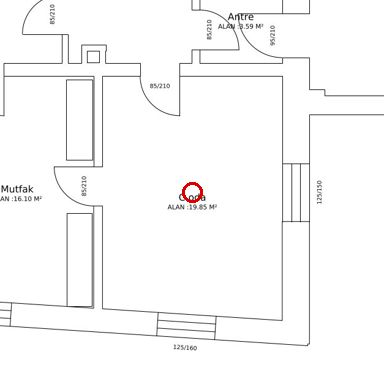 85/210
Antre
ALAN :3.59 M²
85/210
95/210
85/210
85/210
Mutfak
AN :16.10 M²
ALAN :19.85 M²
125/150
125/160